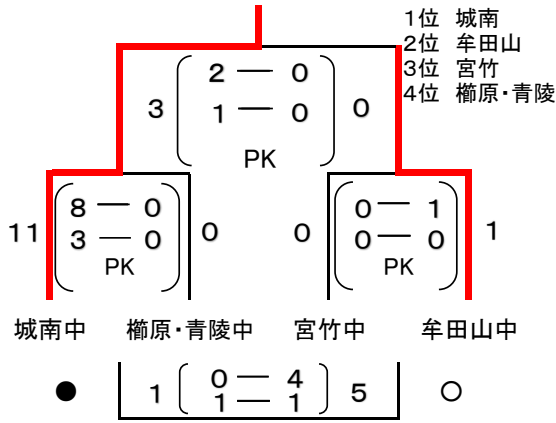 1位 城南
2位 牟田山
3位 宮竹
4位 櫛原・青陵
2 — 0
3 1 — 0 0
PK
8 — 0 0 — 1
11 3 — 0 0 0 0 — 0 1
PK PK
城南中 櫛原・青陵中 宮竹中 牟田山中
0 — 4
● 1 1 — 1 5 ○